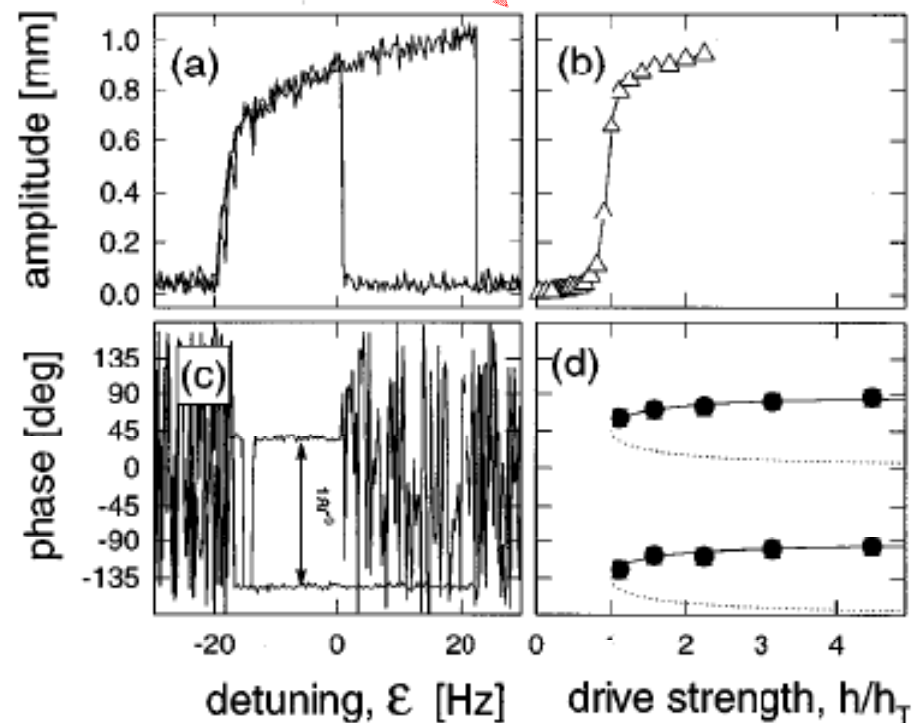 amplitude [mm]
1.0
0.8
0.6
0.4
0.2
0.0
(a)
(b)
phase [deg]
135
90
45
0
-45
-90
-135
(c)
(d)
-20 0 20
0 1 2 3 4
detuning, ε [Hz]
drive strength, h/h_T